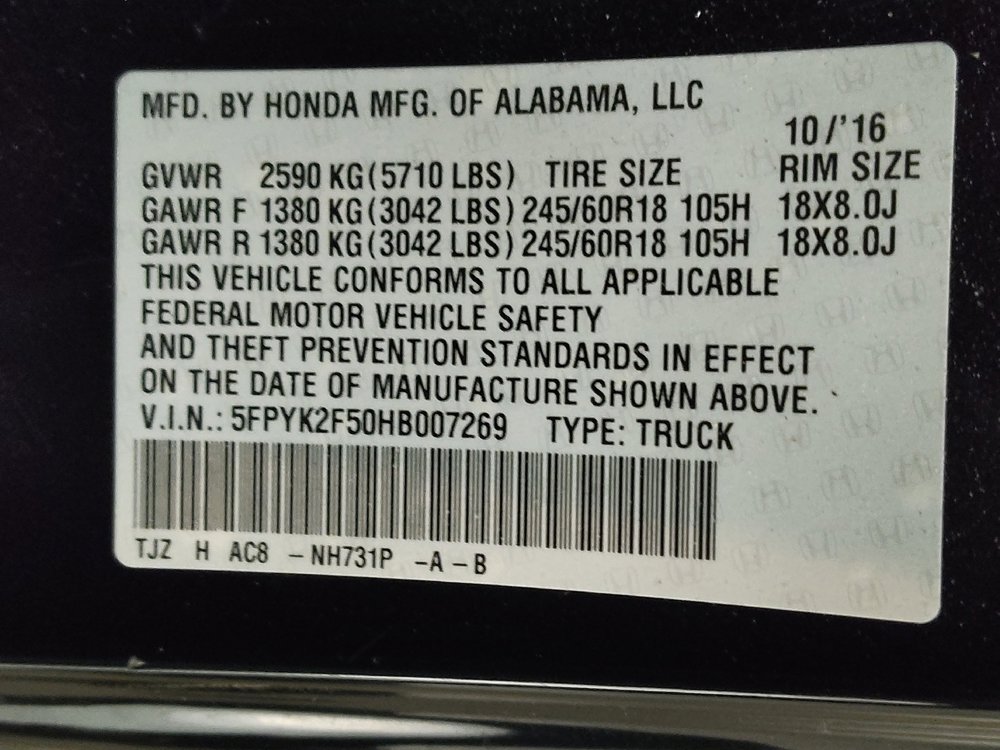 MFD. BY HONDA MFG. OF ALABAMA, LLC
10/'16
GVWR 2590 KG(5710 LBS) TIRE SIZE RIM SIZE
GAWR F 1380 KG(3042 LBS) 245/60R18 105H 18X8.0J
GAWR R 1380 KG(3042 LBS) 245/60R18 105H 18X8.0J
THIS VEHICLE CONFORMS TO ALL APPLICABLE
FEDERAL MOTOR VEHICLE SAFETY
AND THEFT PREVENTION STANDARDS IN EFFECT
ON THE DATE OF MANUFACTURE SHOWN ABOVE.
V.I.N.: 5FPYK2F50HB007269 TYPE: TRUCK
TJZ H AC8 -NH731P -A-B